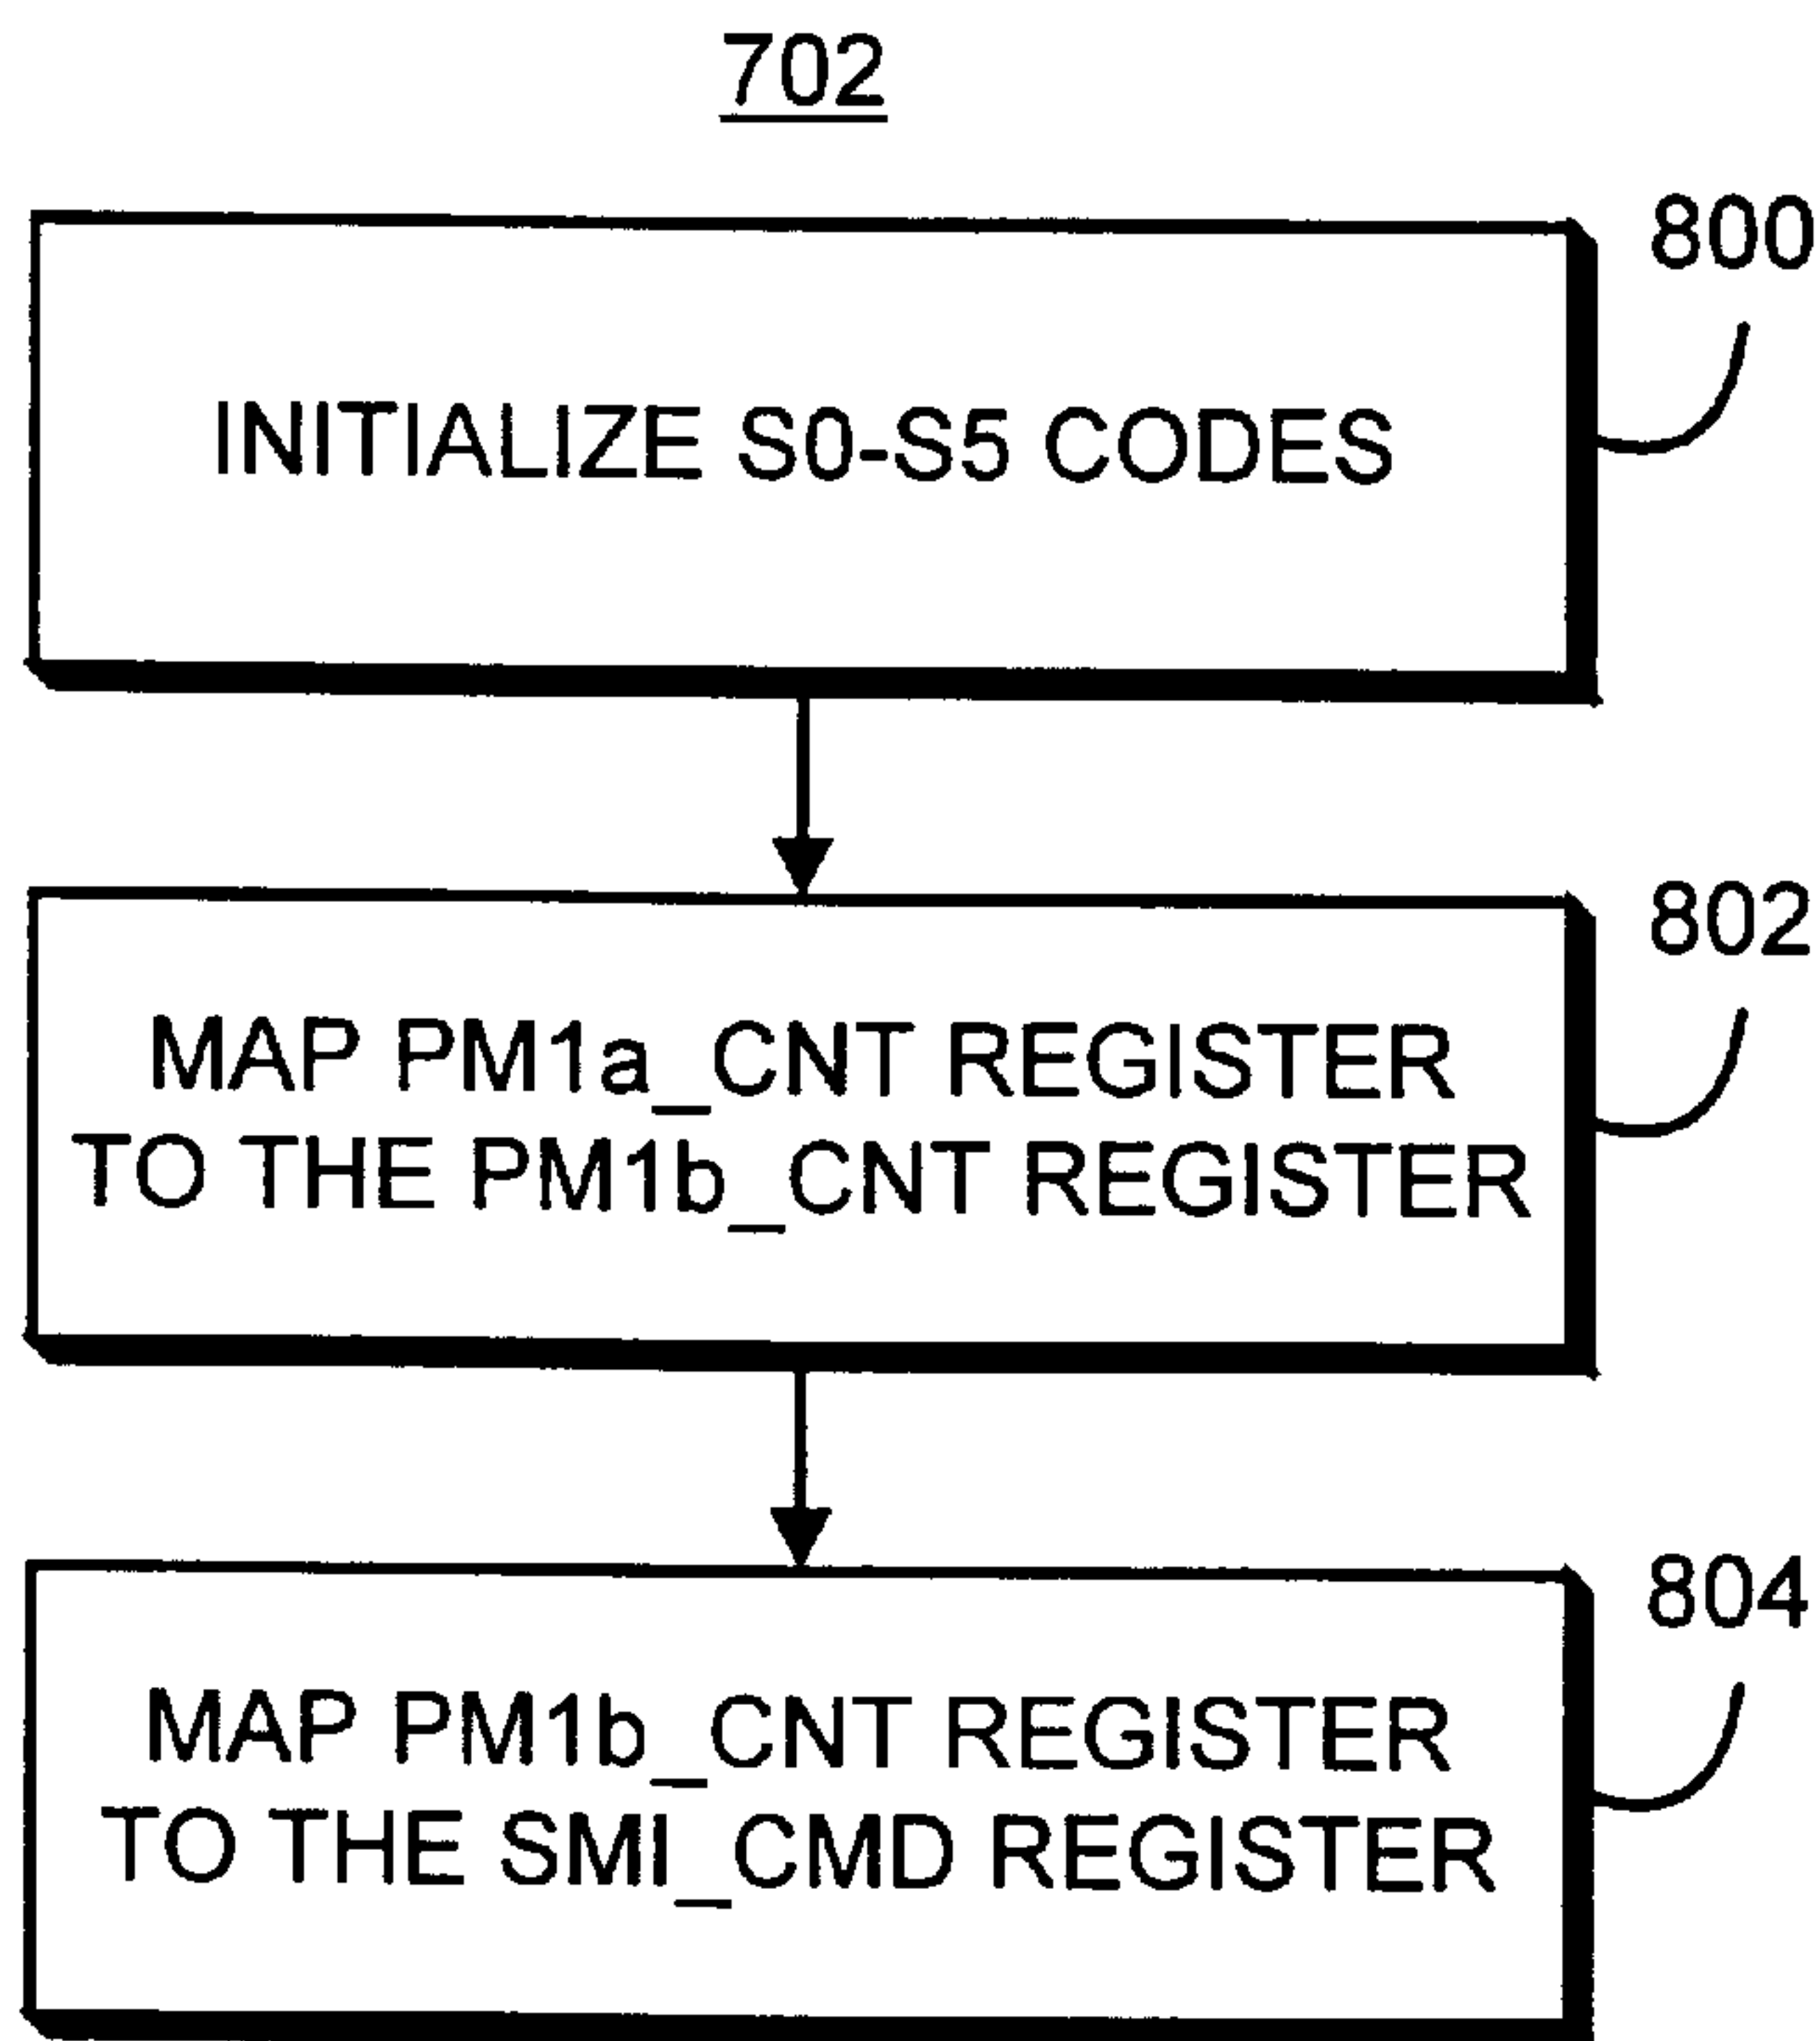 702
800
INITIALIZE S0-S5 CODES
802
MAP PM1a_CNT REGISTER
TO THE PM1b_CNT REGISTER
804
MAP PM1b_CNT REGISTER
TO THE SMI_CMD REGISTER